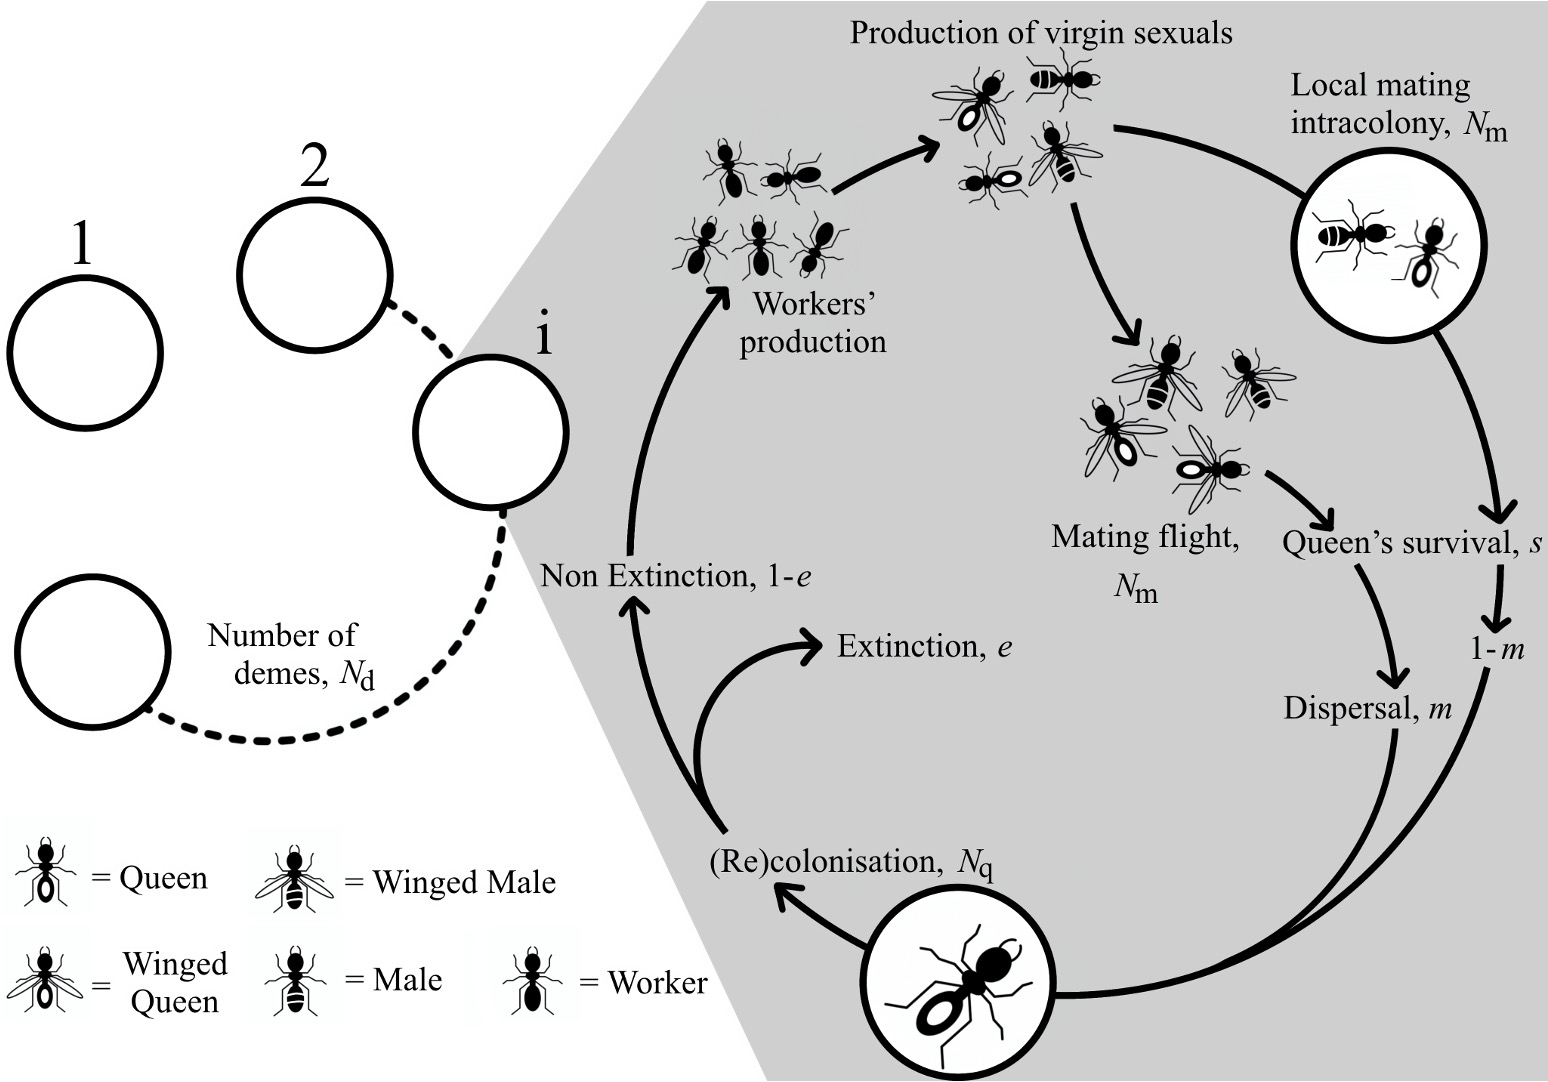 Production of virgin sexuals
Local mating
intracolony, Nm
1
2
i
Workers’
production
Mating flight,
Nm
Queen’s survival, s
Non Extinction, 1-e
Extinction, e
1-m
Dispersal, m
Number of
demes, Nd
(Re)colonisation, Nq
= Queen
= Winged Male
= Winged
Queen
= Male
= Worker